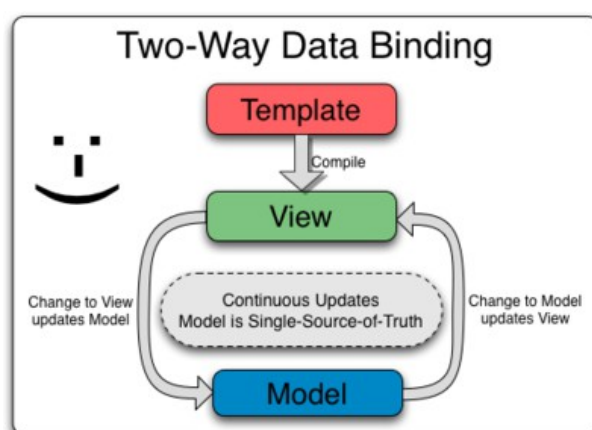 Two-Way Data Binding
Template
Compile
View
Change to View
updates Model
Continuous Updates
Model is Single-Source-of-Truth
Change to Model
updates View
Model